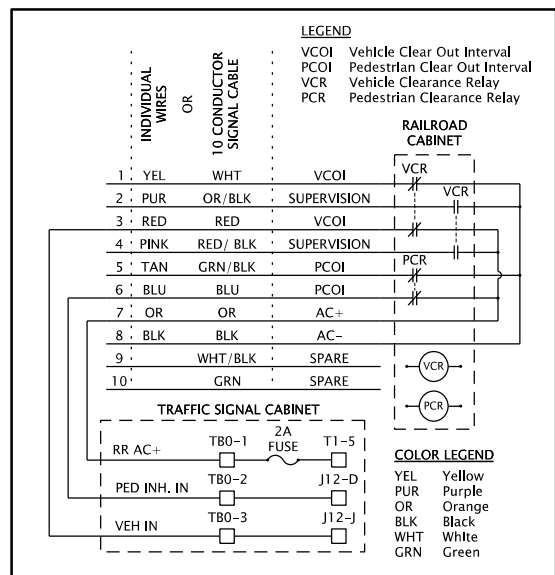 LEGEND
VCOI Vehicle Clear Out Interval
PCOI Pedestrian Clear Out Interval
VCR Vehicle Clearance Relay
PCR Pedestrian Clearance Relay
INDIVIDUAL WIRES
OR
10 CONDUCTOR SIGNAL CABLE
RAILROAD
CABINET
VCR
VCR
1 YEL WHT VCOI
2 PUR OR/BLK SUPERVISION
3 RED RED VCOI
4 PINK RED/ BLK SUPERVISION
PCR
5 TAN GRN/BLK PCOI
6 BLU BLU PCOI
7 OR OR AC+
8 BLK BLK AC-
9 WHT/BLK SPARE
10 GRN SPARE
VCR
PCR
TRAFFIC SIGNAL CABINET
RR AC+ TB0-1 2A FUSE T1-5
PED INH. IN TB0-2 J12-D
VEH IN TB0-3 J12-J
COLOR LEGEND
YEL Yellow
PUR Purple
OR Orange
BLK Black
WHT White
GRN Green